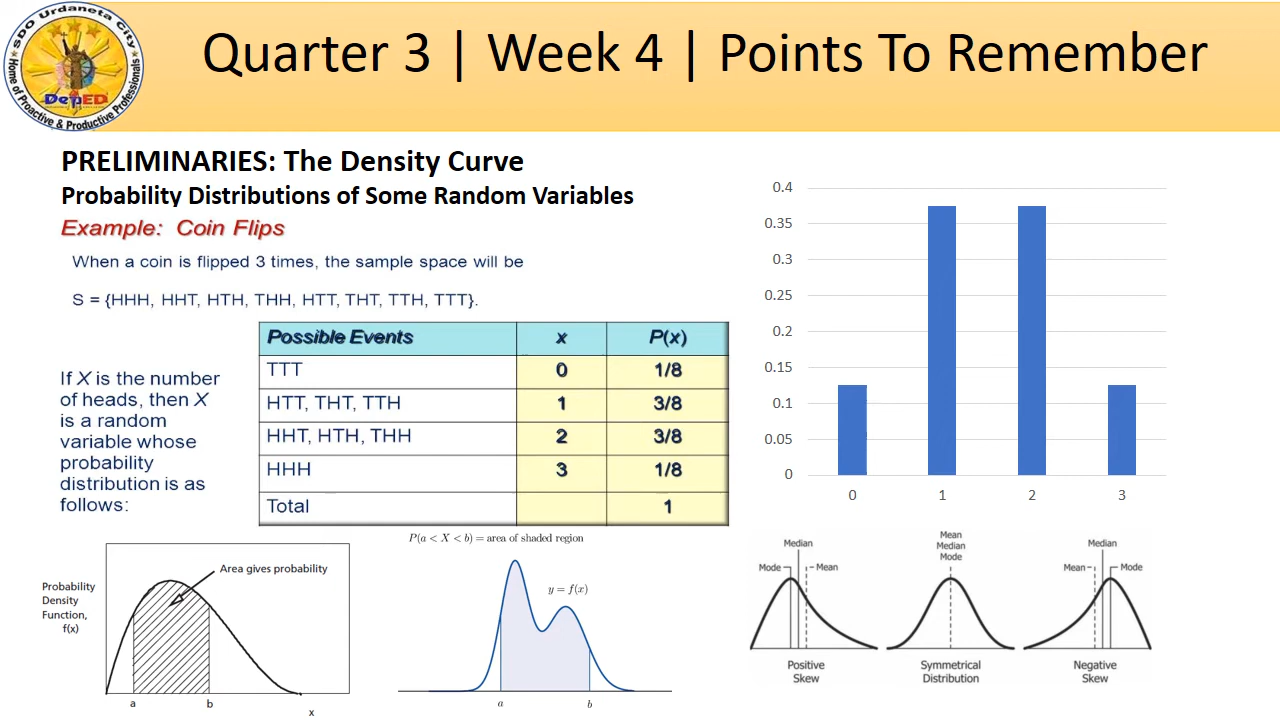 SDO Urdaneta City
DepED
Home of Proactive & Productive Professionals
Quarter 3 | Week 4 | Points To Remember
PRELIMINARIES: The Density Curve
Probability Distributions of Some Random Variables
Example: Coin Flips
When a coin is flipped 3 times, the sample space will be
S = {HHH, HHT, HTH, THH, HTT, THT, TTH, TTT}.
If X is the number
of heads, then X
is a random
variable whose
probability
distribution is as
follows:
Possible Events x P(x)
TTT 0 1/8
HTT, THT, TTH 1 3/8
HHT, HTH, THH 2 3/8
HHH 3 1/8
Total 1
0.4
0.35
0.3
0.25
0.2
0.15
0.1
0.05
0
0 1 2 3
Probability
Density
Function,
f(x)
Area gives probability
a b
x
P(a < X < b) = area of shaded region
y = f(x)
a b
Median
Mode
Mean
Positive
Skew
Mean
Median
Mode
Symmetrical
Distribution
Median
Mean
Mode
Negative
Skew